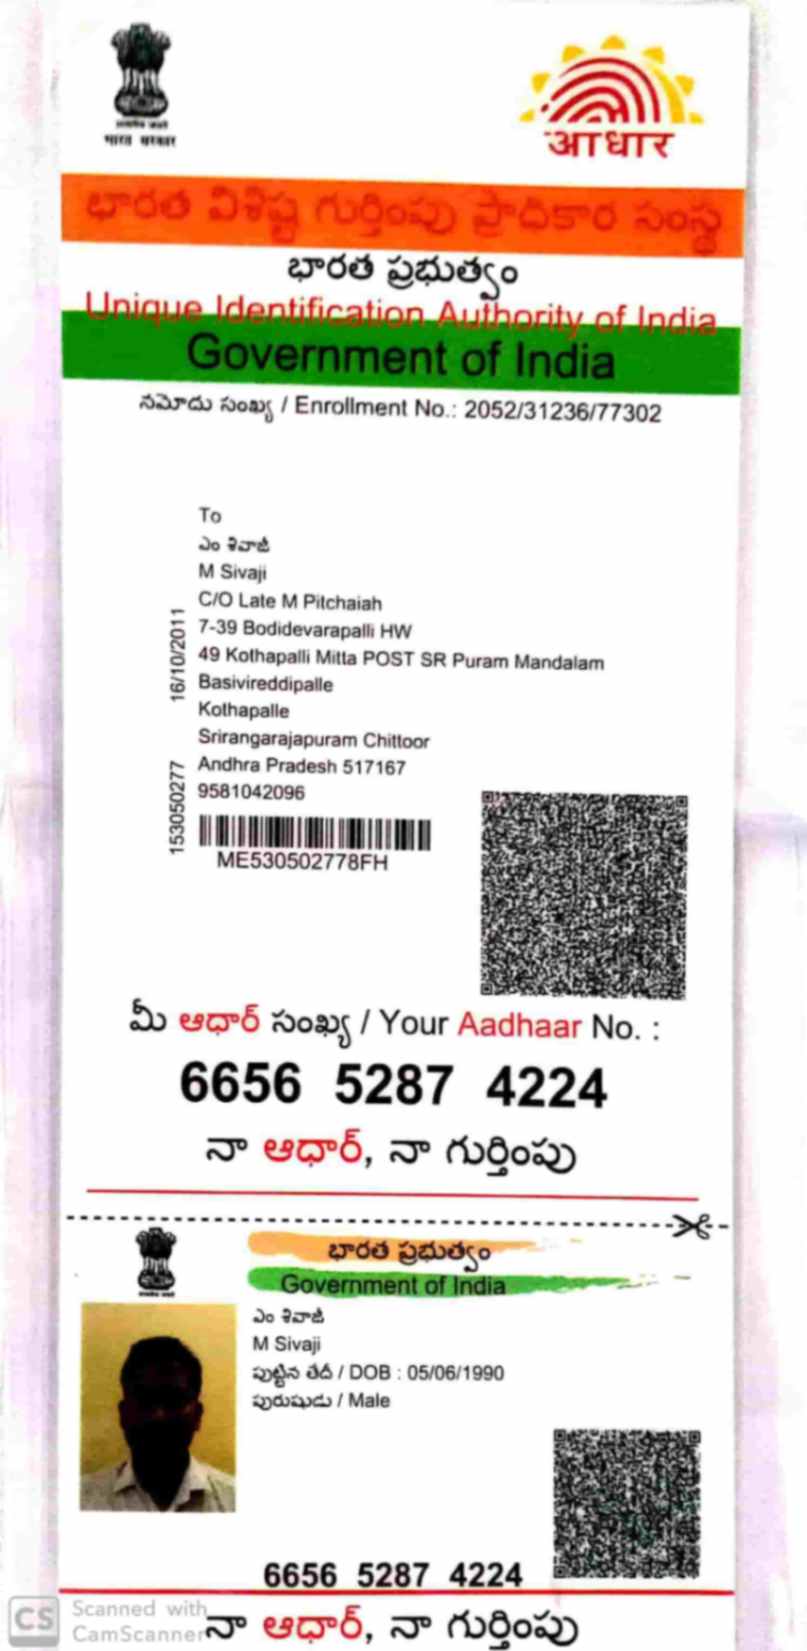 भारत सरकार
आधार
భారత విశిష్ట గుర్తింపు ప్రాధికార సంస్థ
భారత ప్రభుత్వం
Unique Identification Authority of India
Government of India
నమోదు సంఖ్య / Enrollment No.: 2052/31236/77302
To
ఎం శివాజీ
M Sivaji
C/O Late M Pitchaiah
7-39 Bodidevarapalli HW
49 Kothapalli Mitta POST SR Puram Mandalam
Basivireddipalle
Kothapalle
Srirangarajapuram Chittoor
Andhra Pradesh 517167
9581042096
16/10/2011
153050277
ME530502778FH
మీ ఆధార్ సంఖ్య / Your Aadhaar No. :
6656 5287 4224
నా ఆధార్, నా గుర్తింపు
భారత ప్రభుత్వం
Government of India
ఎం శివాజీ
M Sivaji
పుట్టిన తేదీ / DOB : 05/06/1990
పురుషుడు / Male
6656 5287 4224
నా ఆధార్, నా గుర్తింపు
CS Scanned with
CamScanner